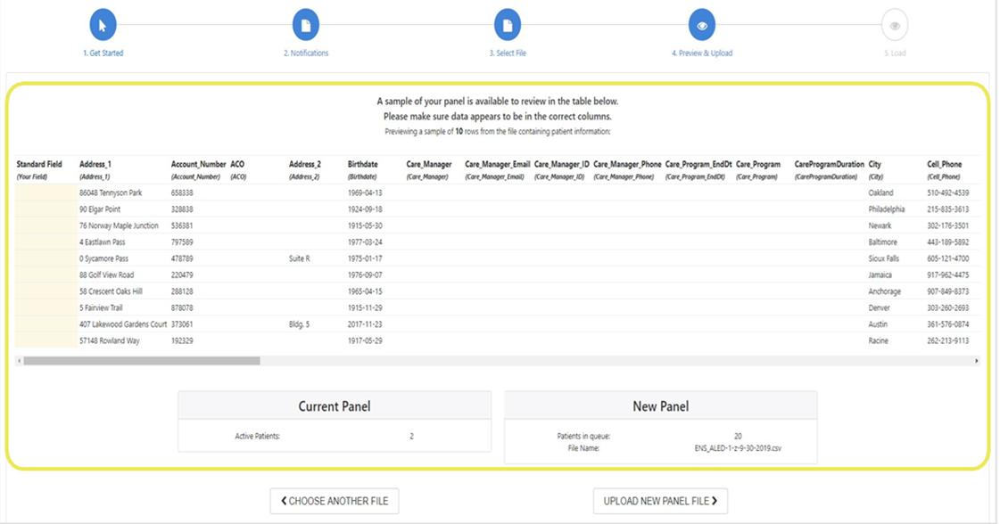 1. Get Started 2. Notifications 3. Select File 4. Preview & Upload 5. Load
A sample of your panel is available to review in the table below.
Please make sure data appears to be in the correct columns.
Previewing a sample of 10 rows from the file containing patient information:
Standard Field Address_1 Account_Number ACO Address_2 Birthdate Care_Manager Care_Manager_Email Care_Manager_ID Care_Manager_Phone Care_Program_EndDt Care_Program CareProgramDuration City Cell_Phone
(Your Field) (Address_1) (Account_Number) (ACO) (Address_2) (Birthdate) (Care_Manager) (Care_Manager_Email) (Care_Manager_ID) (Care_Manager_Phone) (Care_Program_EndDt) (Care_Program) (CareProgramDuration) (City) (Cell_Phone)
86048 Tennyson Park 658338 1969-04-13 Oakland 510-492-4539
90 Elgar Point 328838 1924-09-18 Philadelphia 215-835-3613
76 Norway Maple Junction 536381 1915-05-30 Newark 302-176-3501
4 Eastlawn Pass 797589 1977-03-24 Baltimore 443-189-5892
0 Sycamore Pass 478789 Suite R 1975-01-17 Sioux Falls 605-121-4700
88 Golf View Road 220479 1976-09-07 Jamaica 917-962-4475
58 Crescent Oaks Hill 288128 1965-04-15 Anchorage 907-849-8373
5 Fairview Trail 878078 1915-11-29 Denver 303-260-2693
407 Lakewood Gardens Court 373061 Bldg. 5 2017-11-23 Austin 361-576-0874
57148 Rowland Way 192329 1917-05-29 Racine 262-213-9113
Current Panel New Panel
Active Patients: 2 Patients in queue: 20
File Name: ENS_ALED-1-z-9-30-2019.csv
CHOOSE ANOTHER FILE UPLOAD NEW PANEL FILE